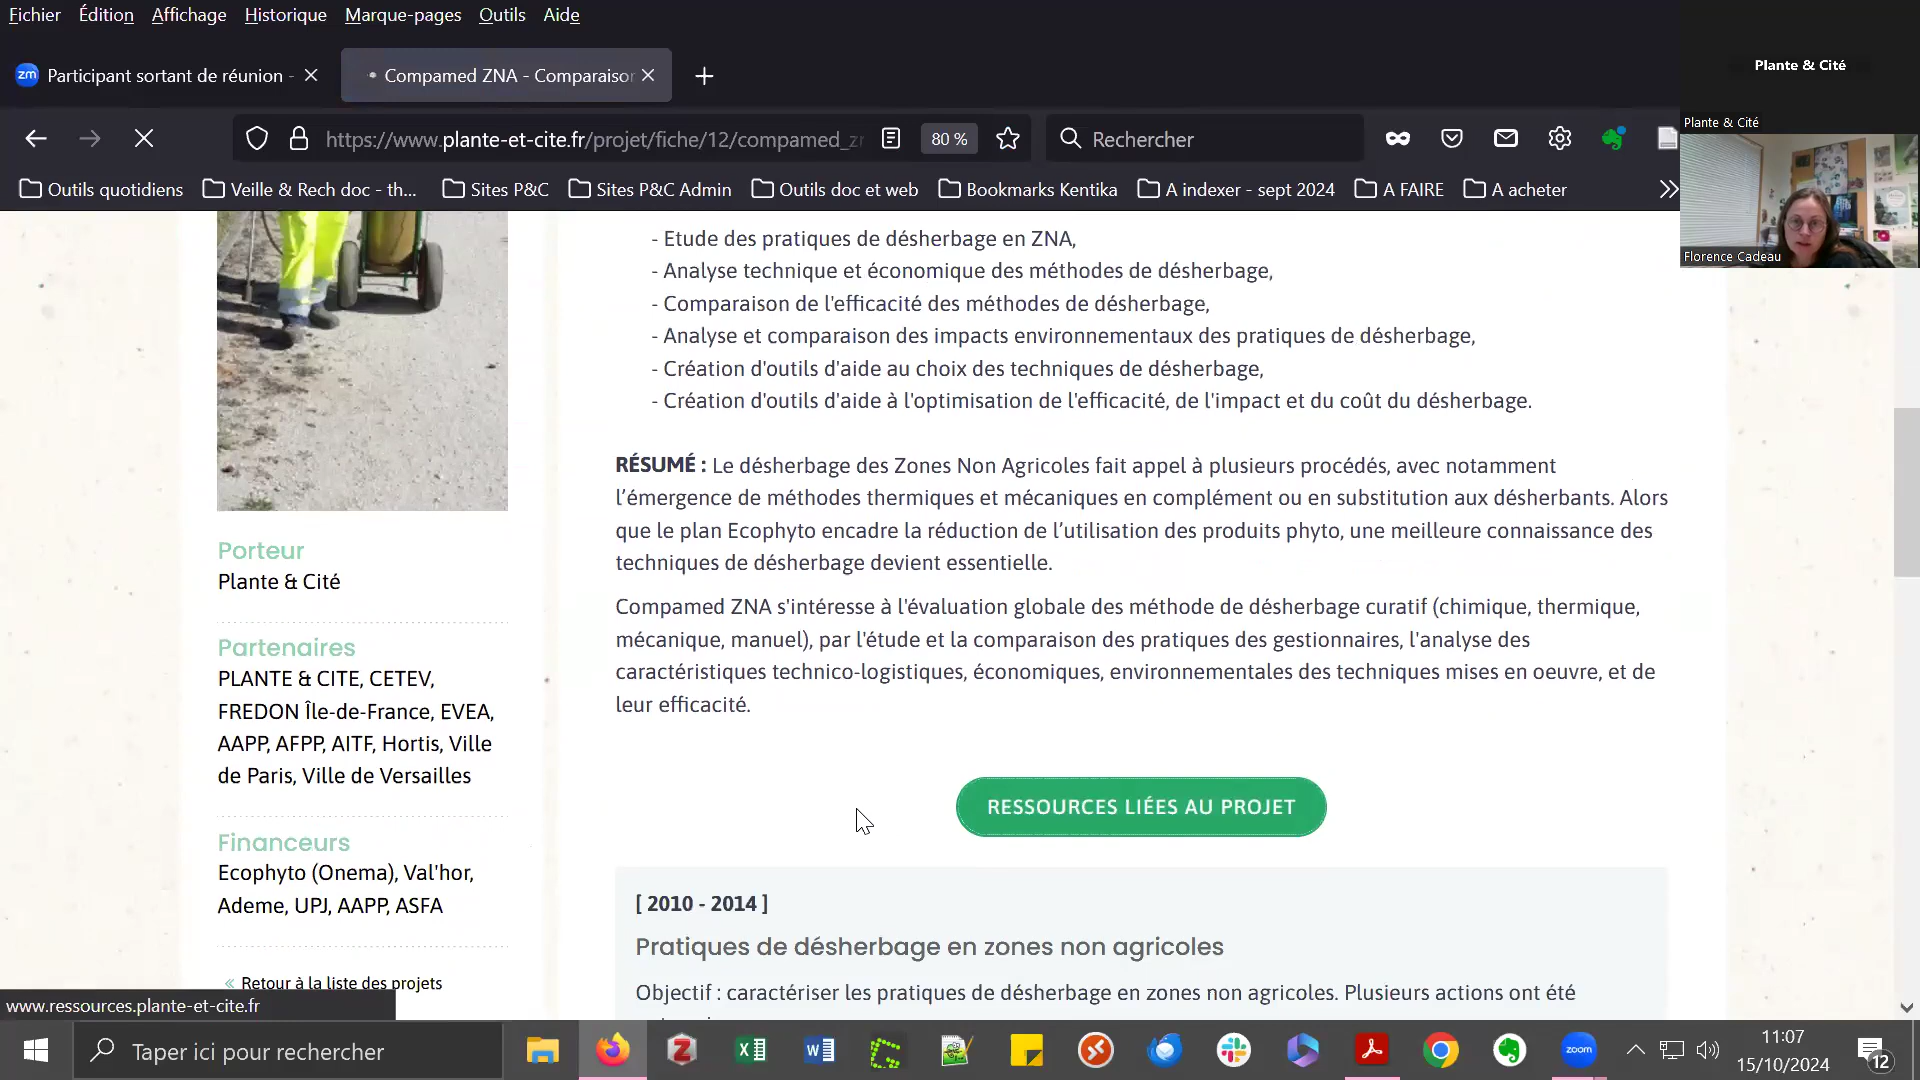 Fichier Édition Affichage Historique Marque-pages Outils Aide
Participant sortant de réunion -
Compamed ZNA - Comparaison
Plante & Cité
https://www.plante-et-cite.fr/projet/fiche/12/compamed_zn
80 %
Rechercher
Plante & Cité
Outils quotidiens
Veille & Rech doc - th...
Sites P&C
Sites P&C Admin
Outils doc et web
Bookmarks Kentika
A indexer - sept 2024
A FAIRE
A acheter
Florence Cadeau
- Etude des pratiques de désherbage en ZNA,
- Analyse technique et économique des méthodes de désherbage,
- Comparaison de l'efficacité des méthodes de désherbage,
- Analyse et comparaison des impacts environnementaux des pratiques de désherbage,
- Création d'outils d'aide au choix des techniques de désherbage,
- Création d'outils d'aide à l'optimisation de l'efficacité, de l'impact et du coût du désherbage.
RÉSUMÉ : Le désherbage des Zones Non Agricoles fait appel à plusieurs procédés, avec notamment
l’émergence de méthodes thermiques et mécaniques en complément ou en substitution aux désherbants. Alors
que le plan Ecophyto encadre la réduction de l’utilisation des produits phyto, une meilleure connaissance des
techniques de désherbage devient essentielle.
Compamed ZNA s'intéresse à l'évaluation globale des méthode de désherbage curatif (chimique, thermique,
mécanique, manuel), par l'étude et la comparaison des pratiques des gestionnaires, l'analyse des
caractéristiques technico-logistiques, économiques, environnementales des techniques mises en oeuvre, et de
leur efficacité.
RESSOURCES LIÉES AU PROJET
[ 2010 - 2014 ]
Pratiques de désherbage en zones non agricoles
Objectif : caractériser les pratiques de désherbage en zones non agricoles. Plusieurs actions ont été
Porteur
Plante & Cité
Partenaires
PLANTE & CITE, CETEV,
FREDON Île-de-France, EVEA,
AAPP, AFPP, AITF, Hortis, Ville
de Paris, Ville de Versailles
Financeurs
Ecophyto (Onema), Val'hor,
Ademe, UPJ, AAPP, ASFA
« Retour à la liste des projets
www.ressources.plante-et-cite.fr
Taper ici pour rechercher
zoom
11:07
15/10/2024
12